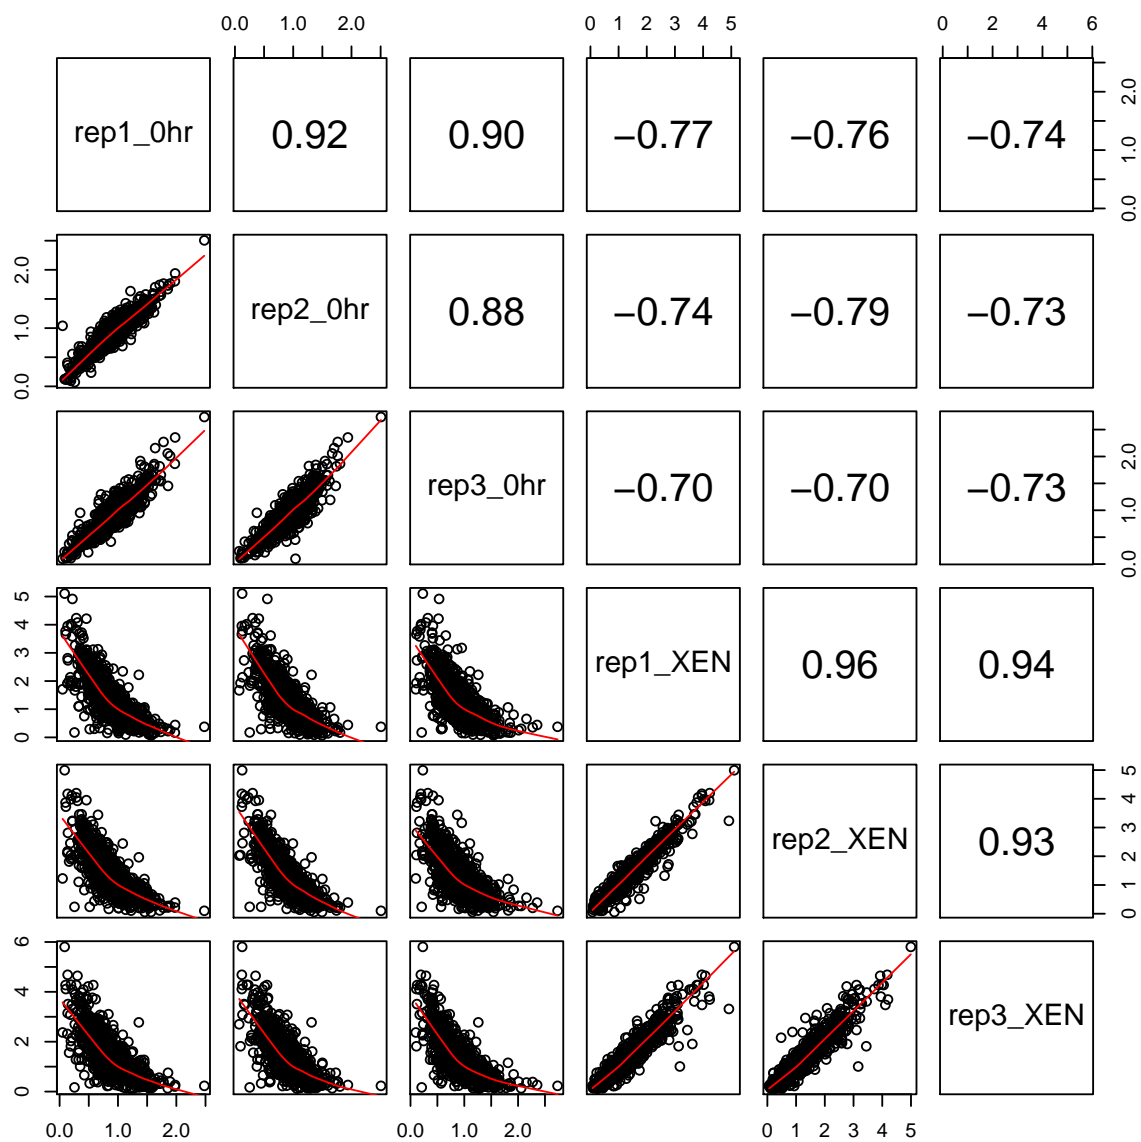 0.0 1.0 2.0 0 1 2 3 4 5 0 2 4 6
rep1_0hr 0.92 0.90 −0.77 −0.76 −0.74
0.0 1.0 2.0
0.0 1.0 2.0
rep2_0hr 0.88 −0.74 −0.79 −0.73
rep3_0hr −0.70 −0.70 −0.73
0.0 1.0 2.0
0 1 2 3 4 5
rep1_XEN 0.96 0.94
rep2_XEN 0.93
0 1 2 3 4 5
0 2 4 6
rep3_XEN
0.0 1.0 2.0 0.0 1.0 2.0 0 1 2 3 4 5